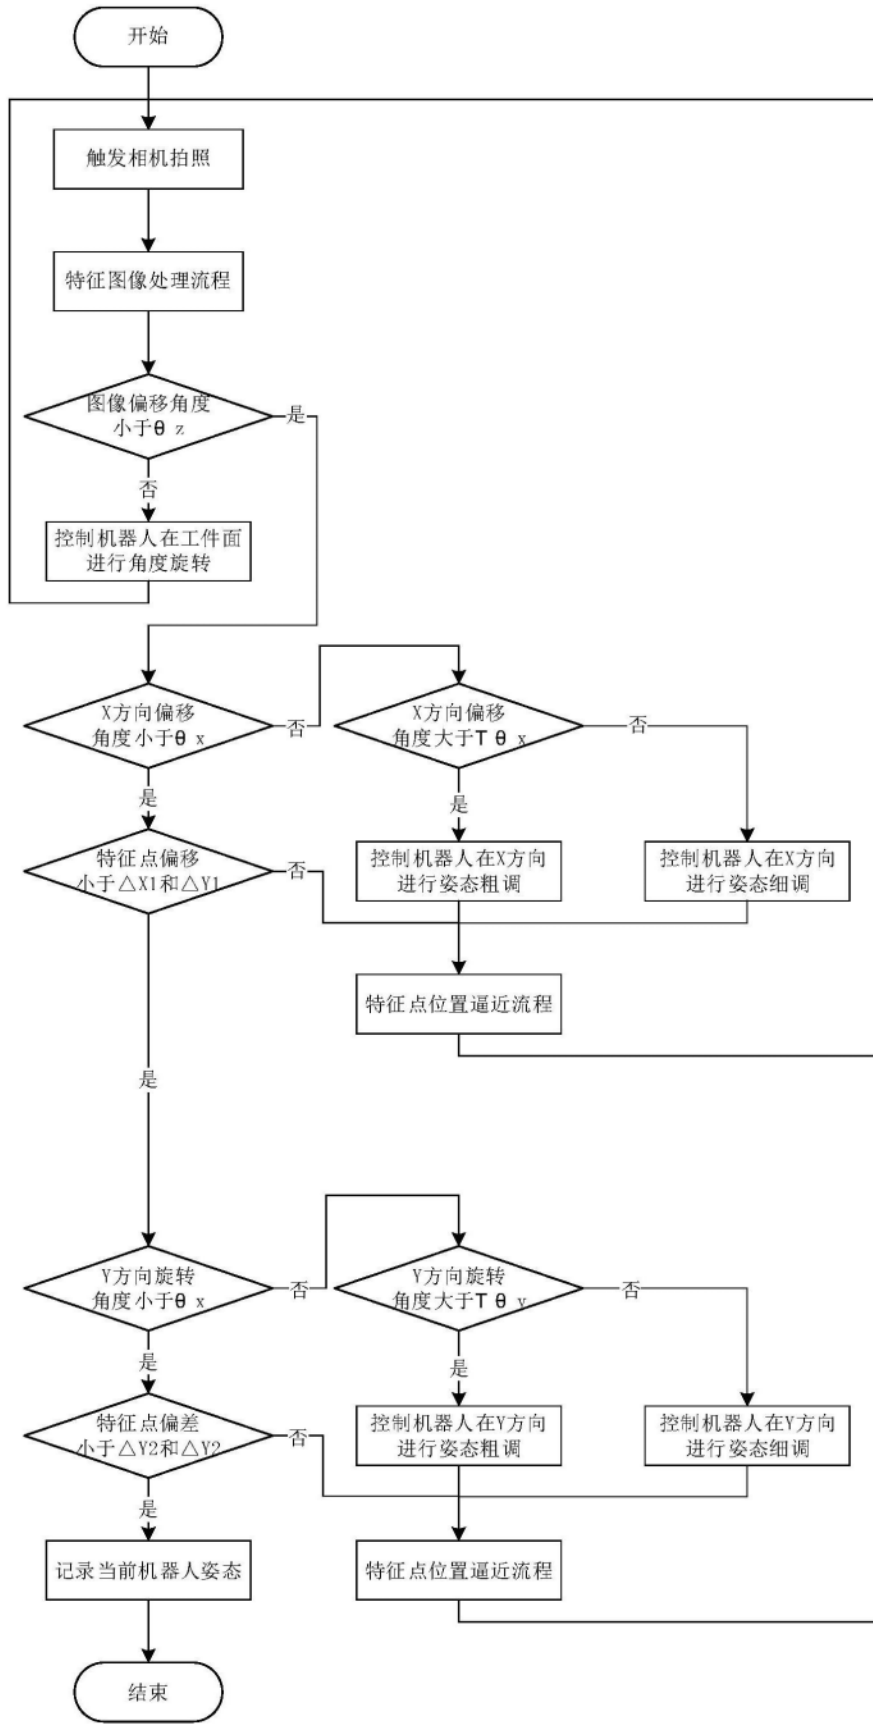 开始
触发相机拍照
特征图像处理流程
图像偏移角度
小于θ z
是
否
控制机器人在工件面
进行角度旋转
X方向偏移
角度小于θ x
否
X方向偏移
角度大于T θ x
否
是
是
特征点偏移
小于△X1和△Y1
否
控制机器人在X方向
进行姿态粗调
控制机器人在X方向
进行姿态细调
特征点位置逼近流程
是
Y方向旋转
角度小于θ x
否
Y方向旋转
角度大于T θ y
否
是
是
特征点偏差
小于△Y2和△Y2
否
控制机器人在Y方向
进行姿态粗调
控制机器人在Y方向
进行姿态细调
是
记录当前机器人姿态
特征点位置逼近流程
结束